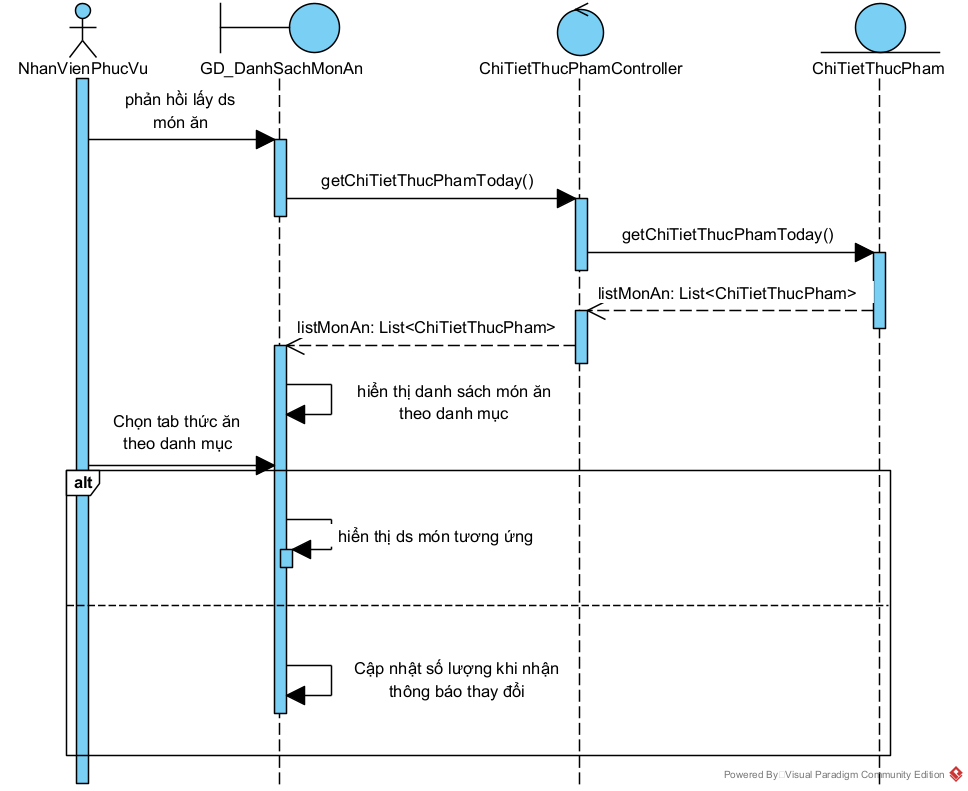 NhanVienPhucVu
GD_DanhSachMonAn
ChiTietThucPhamController
ChiTietThucPham
phản hồi lấy ds
món ăn
getChiTietThucPhamToday()
getChiTietThucPhamToday()
listMonAn: List<ChiTietThucPham>
listMonAn: List<ChiTietThucPham>
hiển thị danh sách món ăn
theo danh mục
Chọn tab thức ăn
theo danh mục
alt
hiển thị ds món tương ứng
Cập nhật số lượng khi nhận
thông báo thay đổi
Powered By Visual Paradigm Community Edition